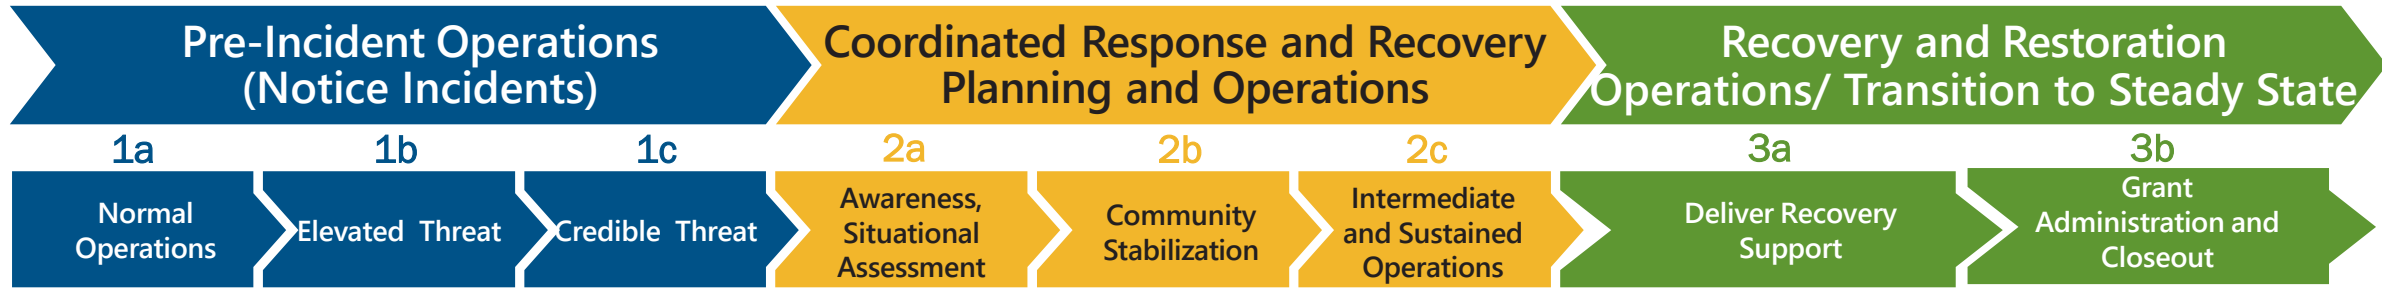 Pre-Incident Operations
(Notice Incidents)
Coordinated Response and Recovery
Planning and Operations
Recovery and Restoration
Operations/ Transition to Steady State
1a
1b
1c
2a
2b
2c
3a
3b
Normal
Operations
Elevated Threat
Credible Threat
Awareness,
Situational
Assessment
Community
Stabilization
Intermediate
and Sustained
Operations
Deliver Recovery
Support
Grant
Administration and
Closeout